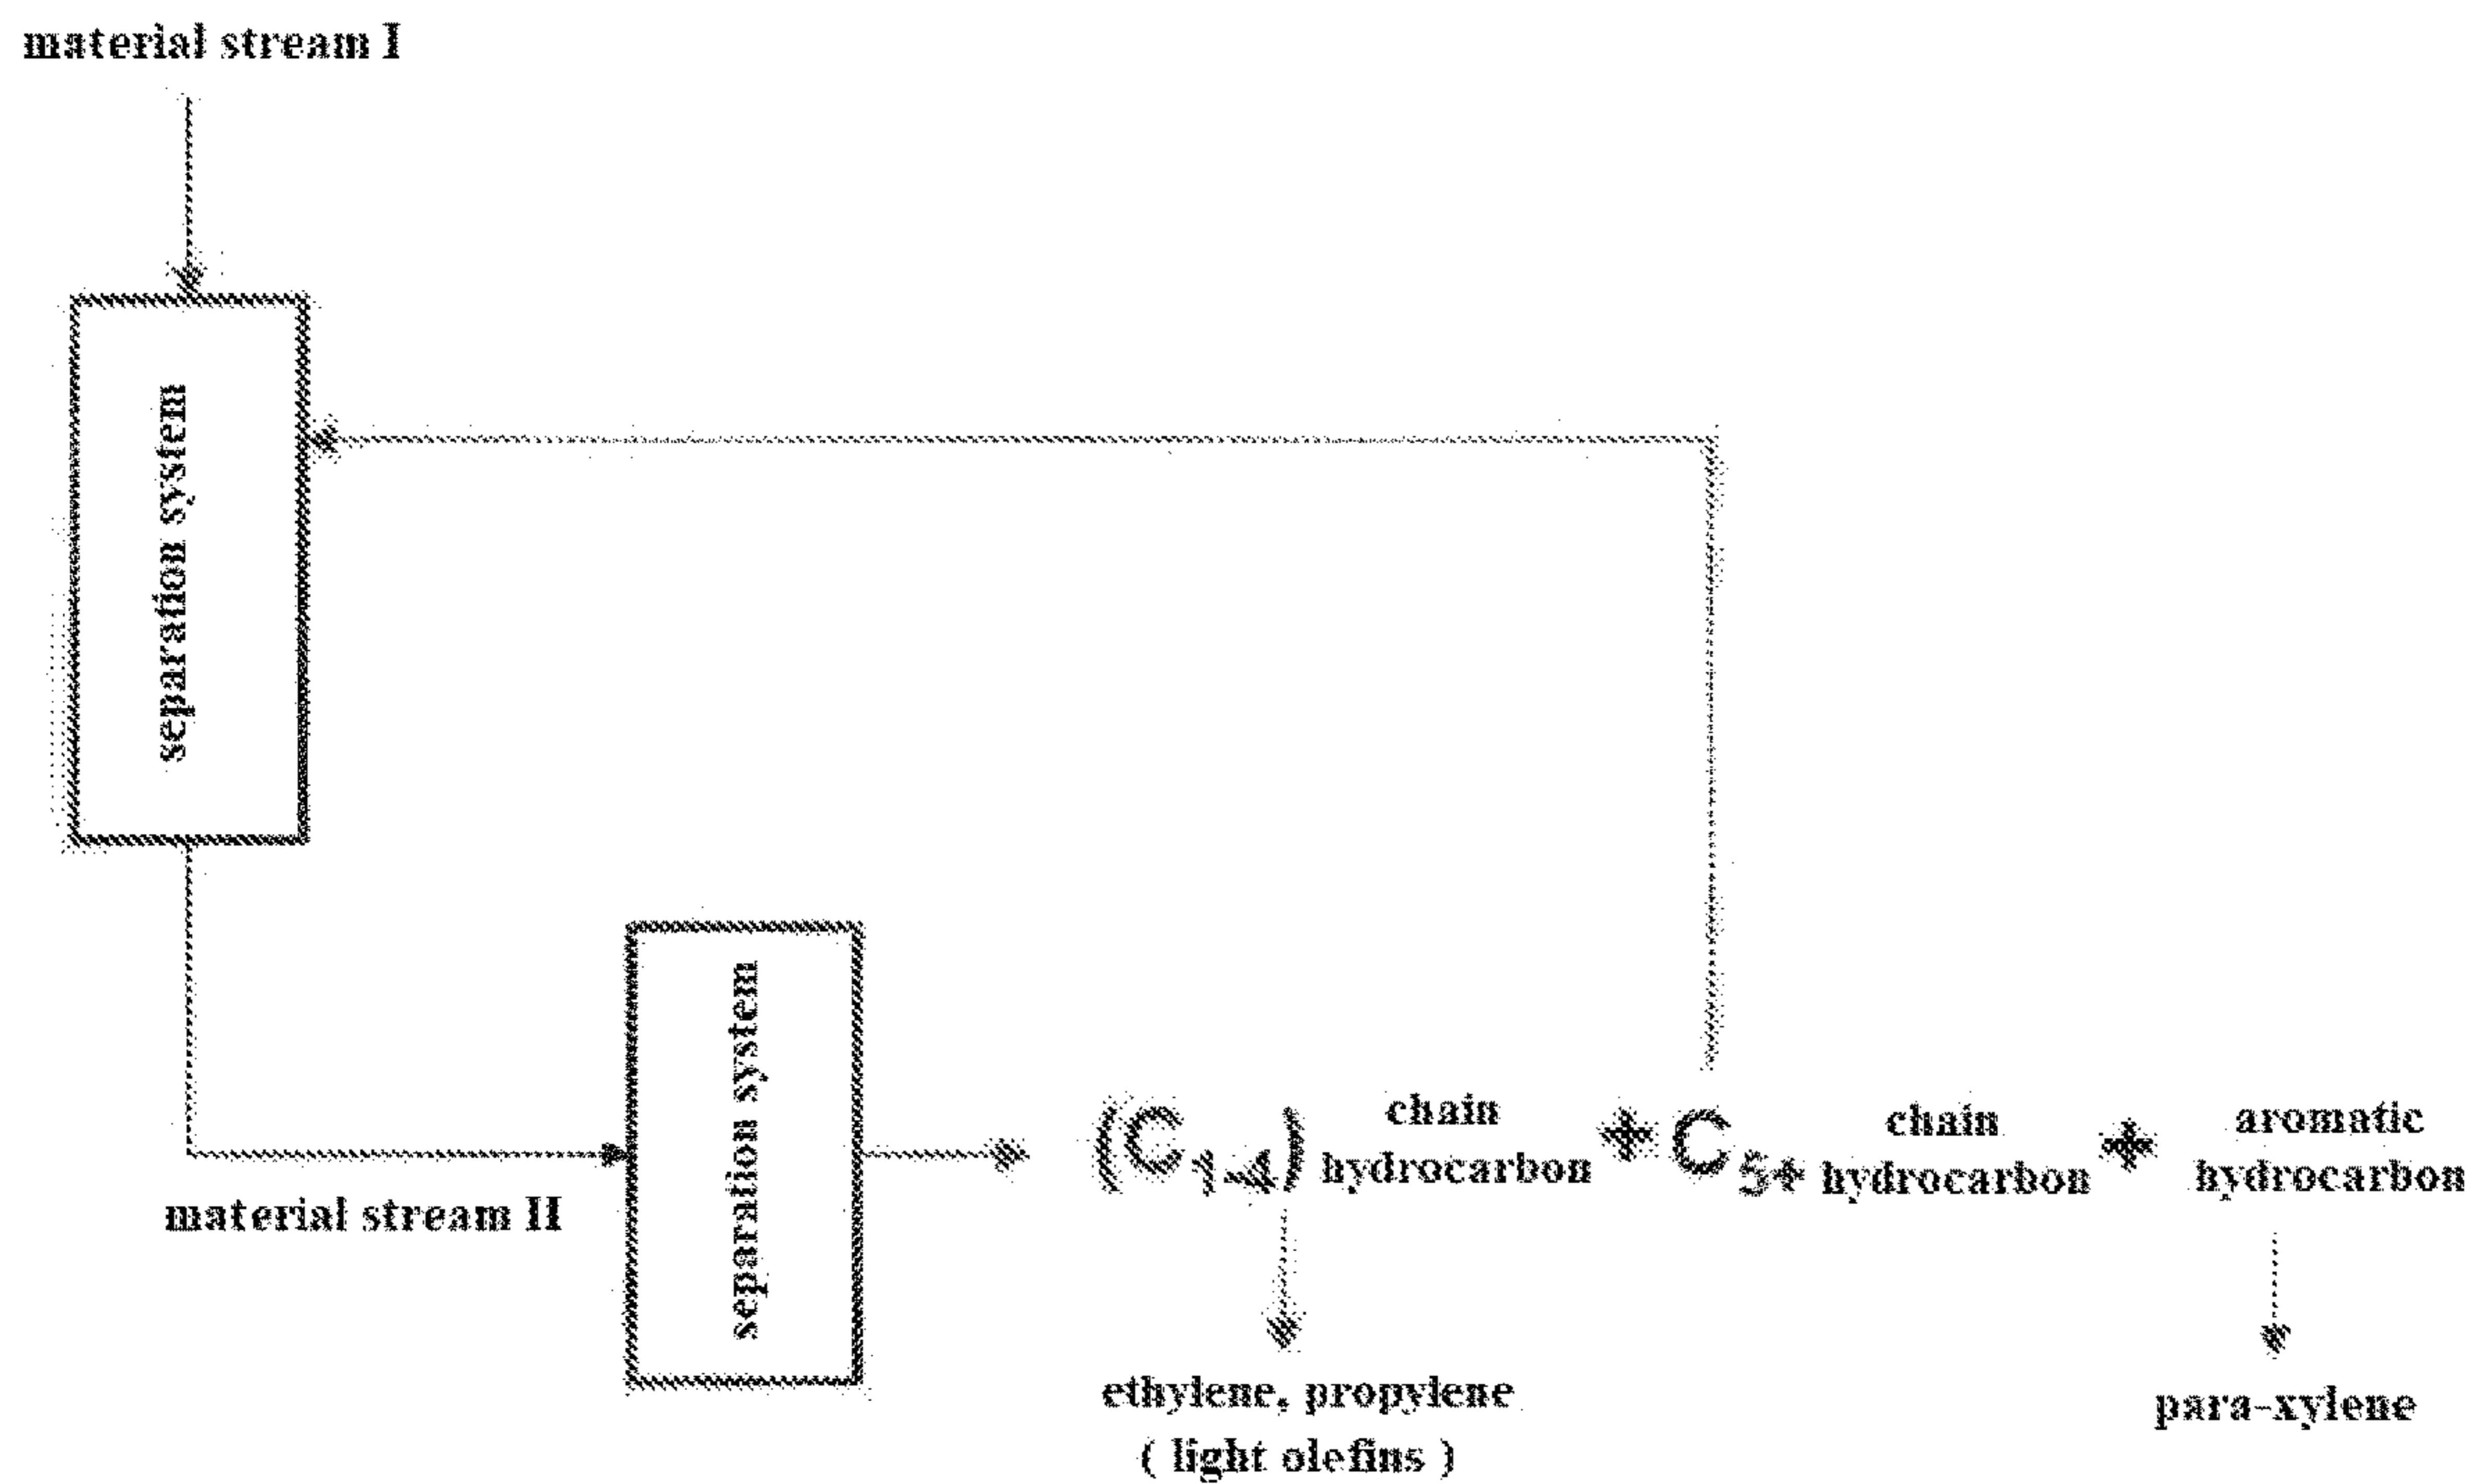 material stream I
separation system
material stream II
separation system
(C1-4) chain hydrocarbon + C5+ chain hydrocarbon + aromatic hydrocarbon
ethylene, propylene
( light olefins )
para-xylene